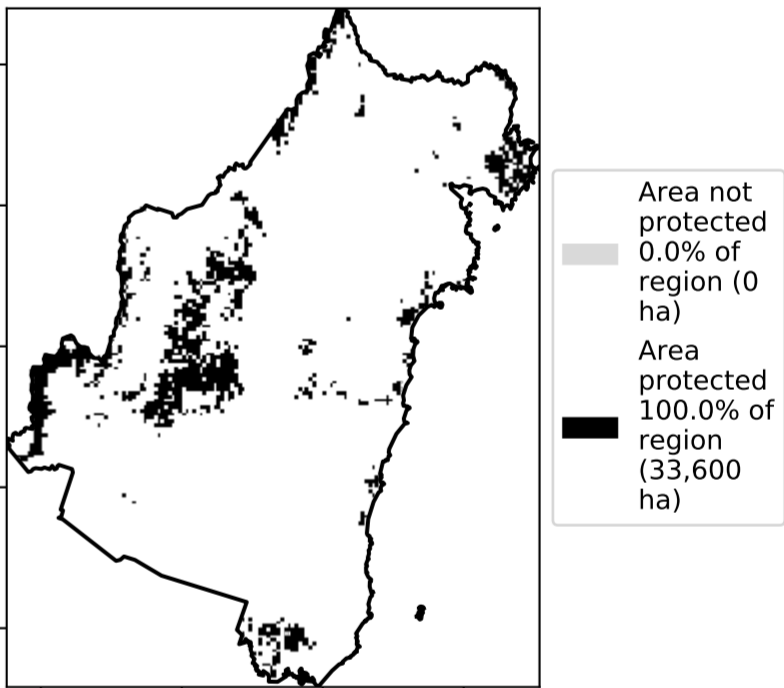 Area not
protected
0.0% of
region (0
ha)
Area
protected
100.0% of
region
(33,600
ha)